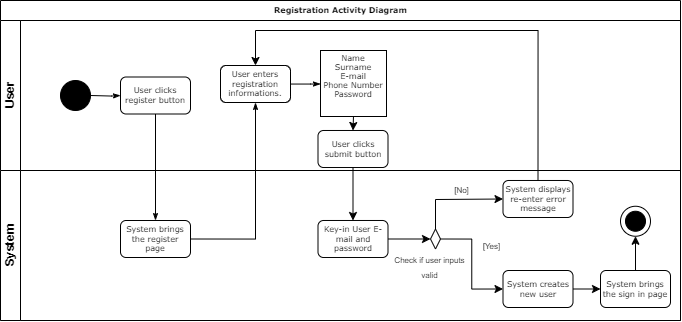 Registration Activity Diagram
User
User clicks
register button
User enters
registration
informations.
Name
Surname
E-mail
Phone Number
Password
User clicks
submit button
System
System brings
the register
page
Key-in User E-
mail and
password
Check if user inputs
valid
[No]
System displays
re-enter error
message
[Yes]
System creates
new user
System brings
the sign in page